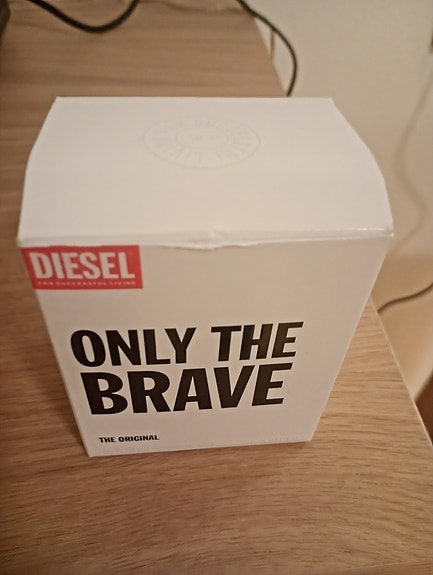 DIESEL
FOR SUCCESSFUL LIVING
ONLY THE
BRAVE
THE ORIGINAL